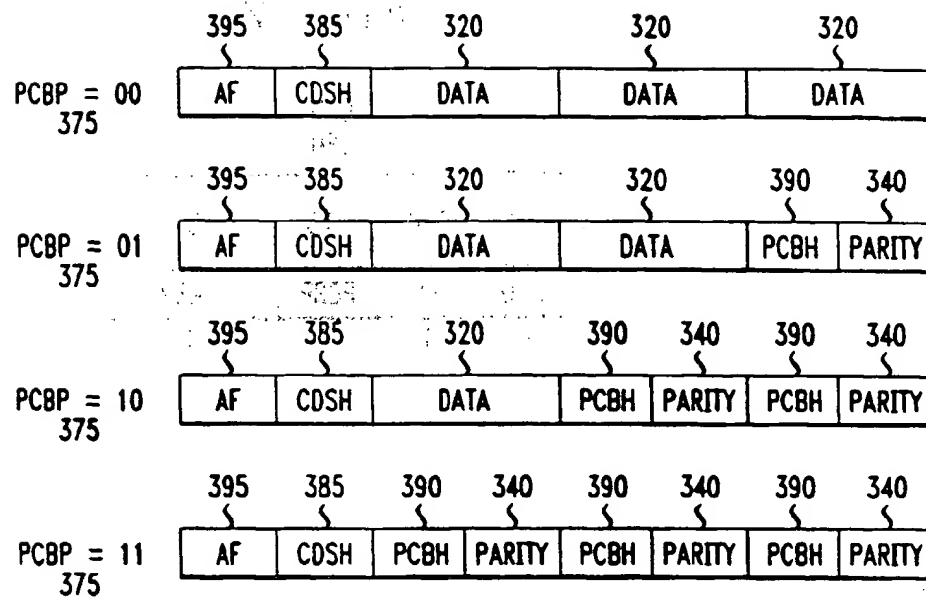 395 385 320 320 320
PCBP = 00 AF CDSH DATA DATA DATA
375
395 385 320 320 390 340
PCBP = 01 AF CDSH DATA DATA PCBH PARITY
375
395 385 320 390 340 390 340
PCBP = 10 AF CDSH DATA PCBH PARITY PCBH PARITY
375
395 385 390 340 390 340 390 340
PCBP = 11 AF CDSH PCBH PARITY PCBH PARITY PCBH PARITY
375